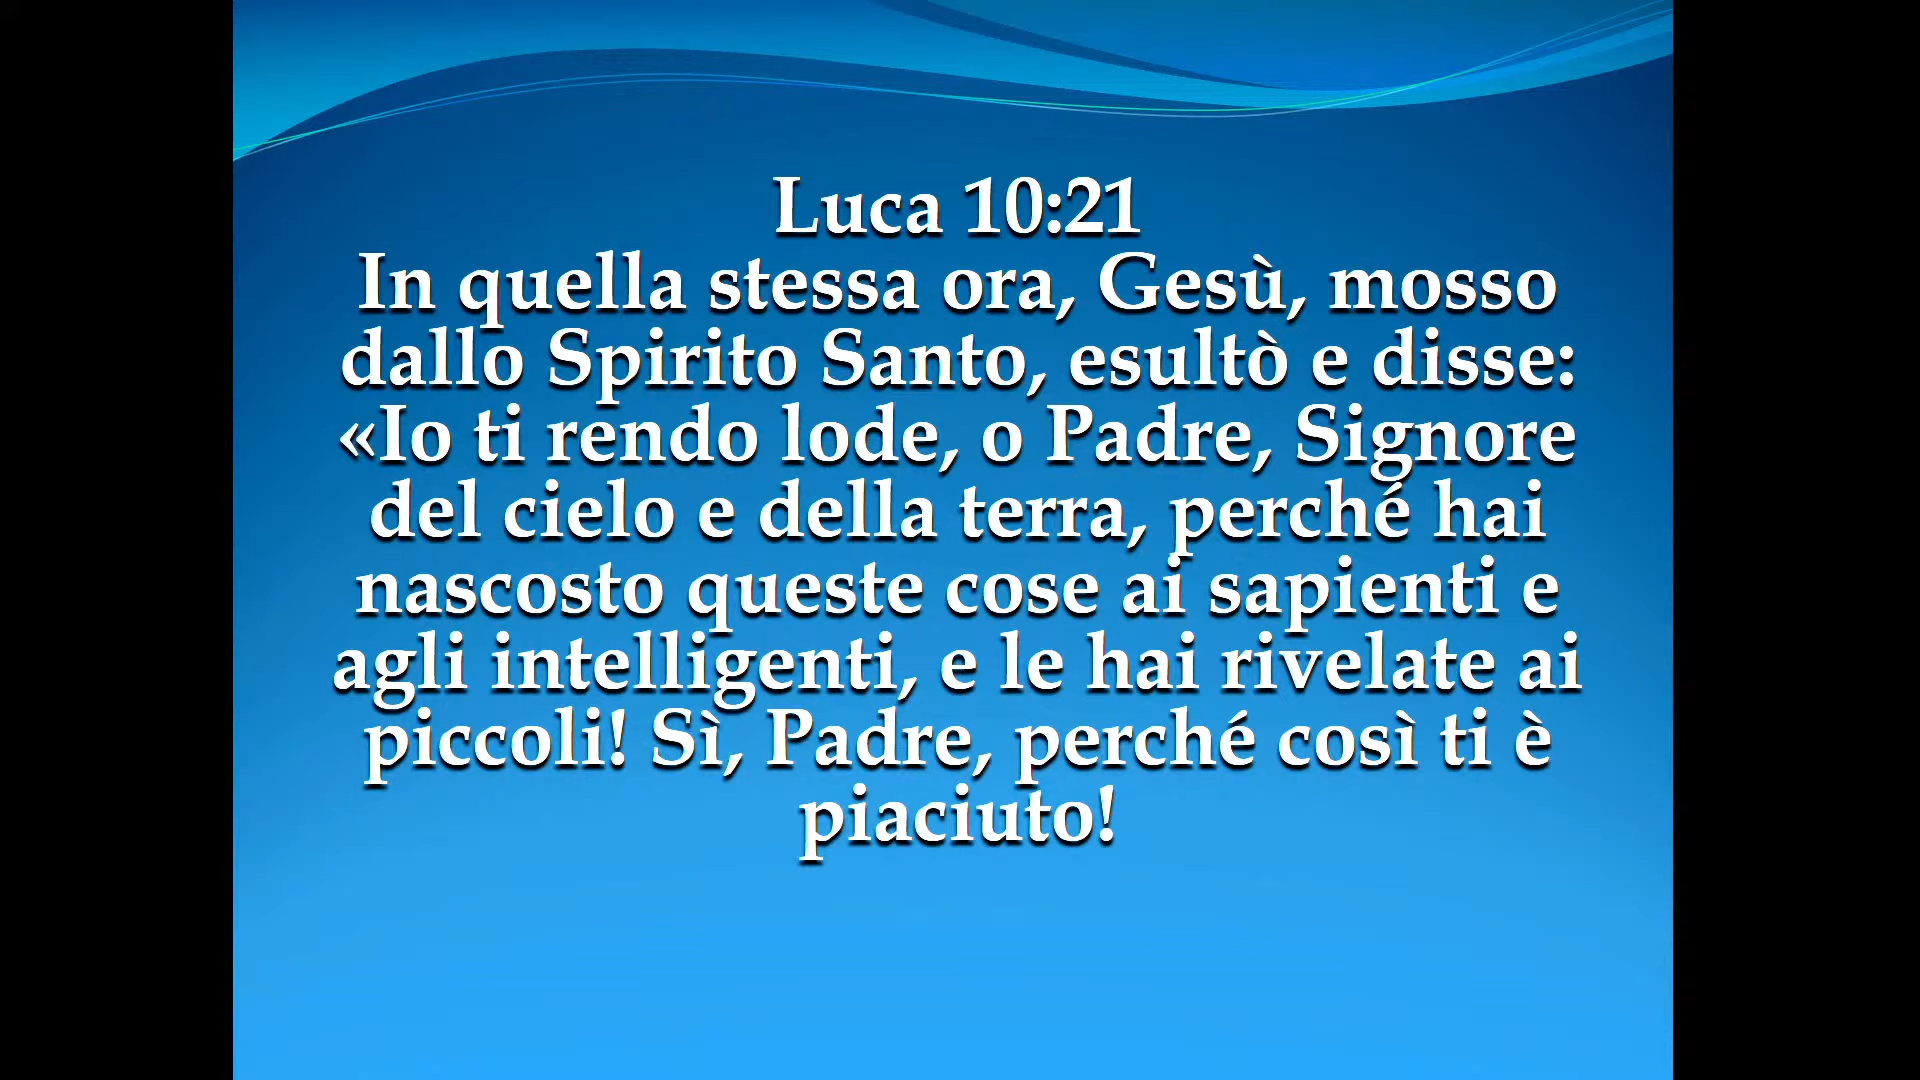 Luca 10:21
In quella stessa ora, Gesù, mosso
dallo Spirito Santo, esultò e disse:
«Io ti rendo lode, o Padre, Signore
del cielo e della terra, perché hai
nascosto queste cose ai sapienti e
agli intelligenti, e le hai rivelate ai
piccoli! Sì, Padre, perché così ti è
piaciuto!